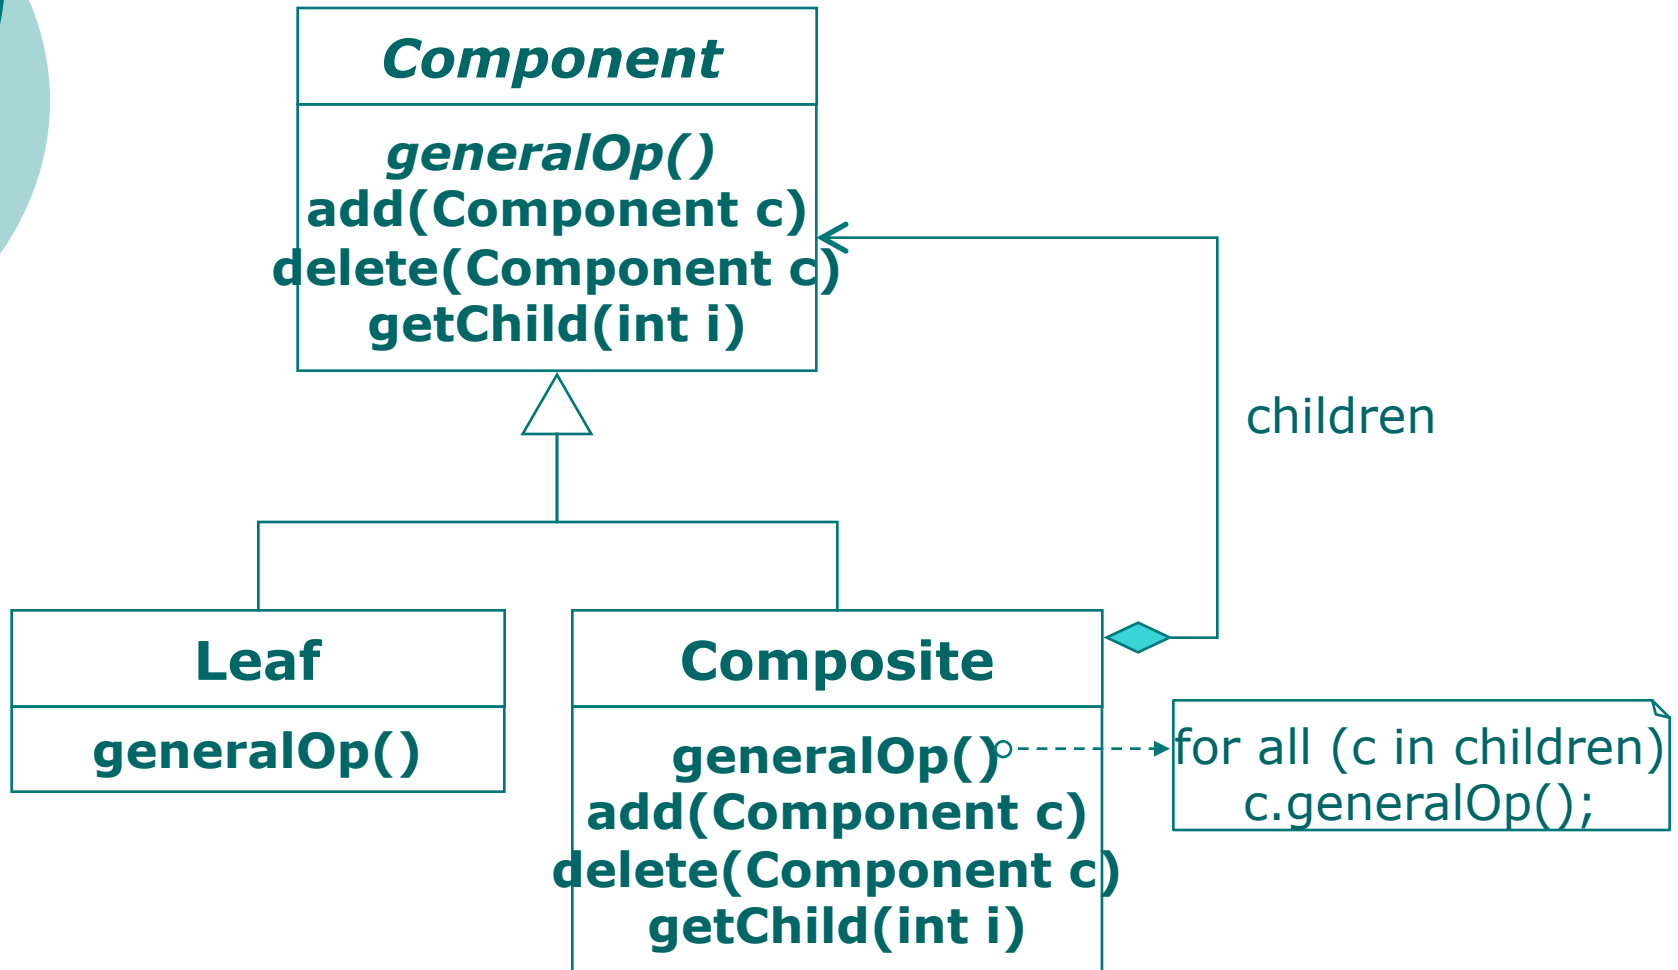 Component
generalOp()
add(Component c)
delete(Component c)
getChild(int i)
children
Leaf
generalOp()
Composite
generalOp()
add(Component c)
delete(Component c)
getChild(int i)
for all (c in children)
c.generalOp();